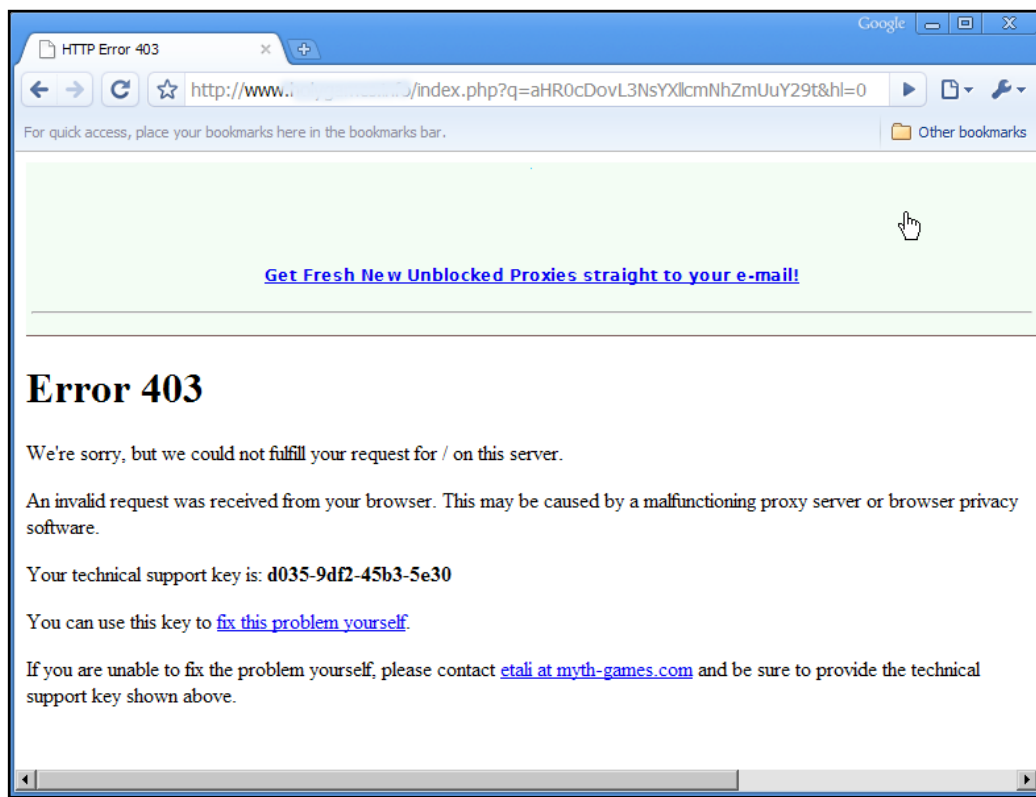 Google
HTTP Error 403
http://www. /index.php?q=aHR0cDovL3NsYXllcmNhZmUuY29t&hl=0
For quick access, place your bookmarks here in the bookmarks bar.
Other bookmarks
Get Fresh New Unblocked Proxies straight to your e-mail!
Error 403
We're sorry, but we could not fulfill your request for / on this server.
An invalid request was received from your browser. This may be caused by a malfunctioning proxy server or browser privacy
software.
Your technical support key is: d035-9df2-45b3-5e30
You can use this key to fix this problem yourself.
If you are unable to fix the problem yourself, please contact etali at myth-games.com and be sure to provide the technical
support key shown above.